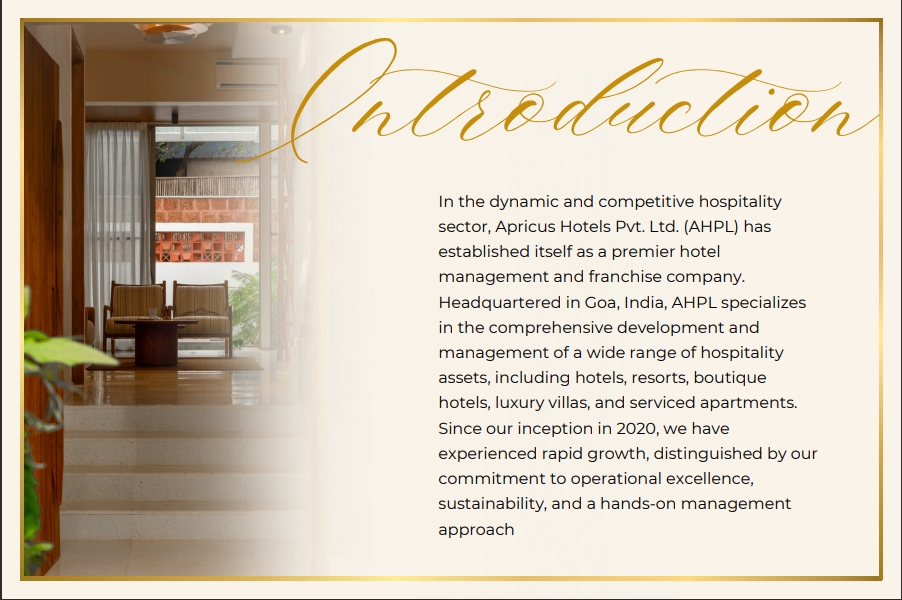 Introduction
In the dynamic and competitive hospitality
sector, Apricus Hotels Pvt. Ltd. (AHPL) has
established itself as a premier hotel
management and franchise company.
Headquartered in Goa, India, AHPL specializes
in the comprehensive development and
management of a wide range of hospitality
assets, including hotels, resorts, boutique
hotels, luxury villas, and serviced apartments.
Since our inception in 2020, we have
experienced rapid growth, distinguished by our
commitment to operational excellence,
sustainability, and a hands-on management
approach